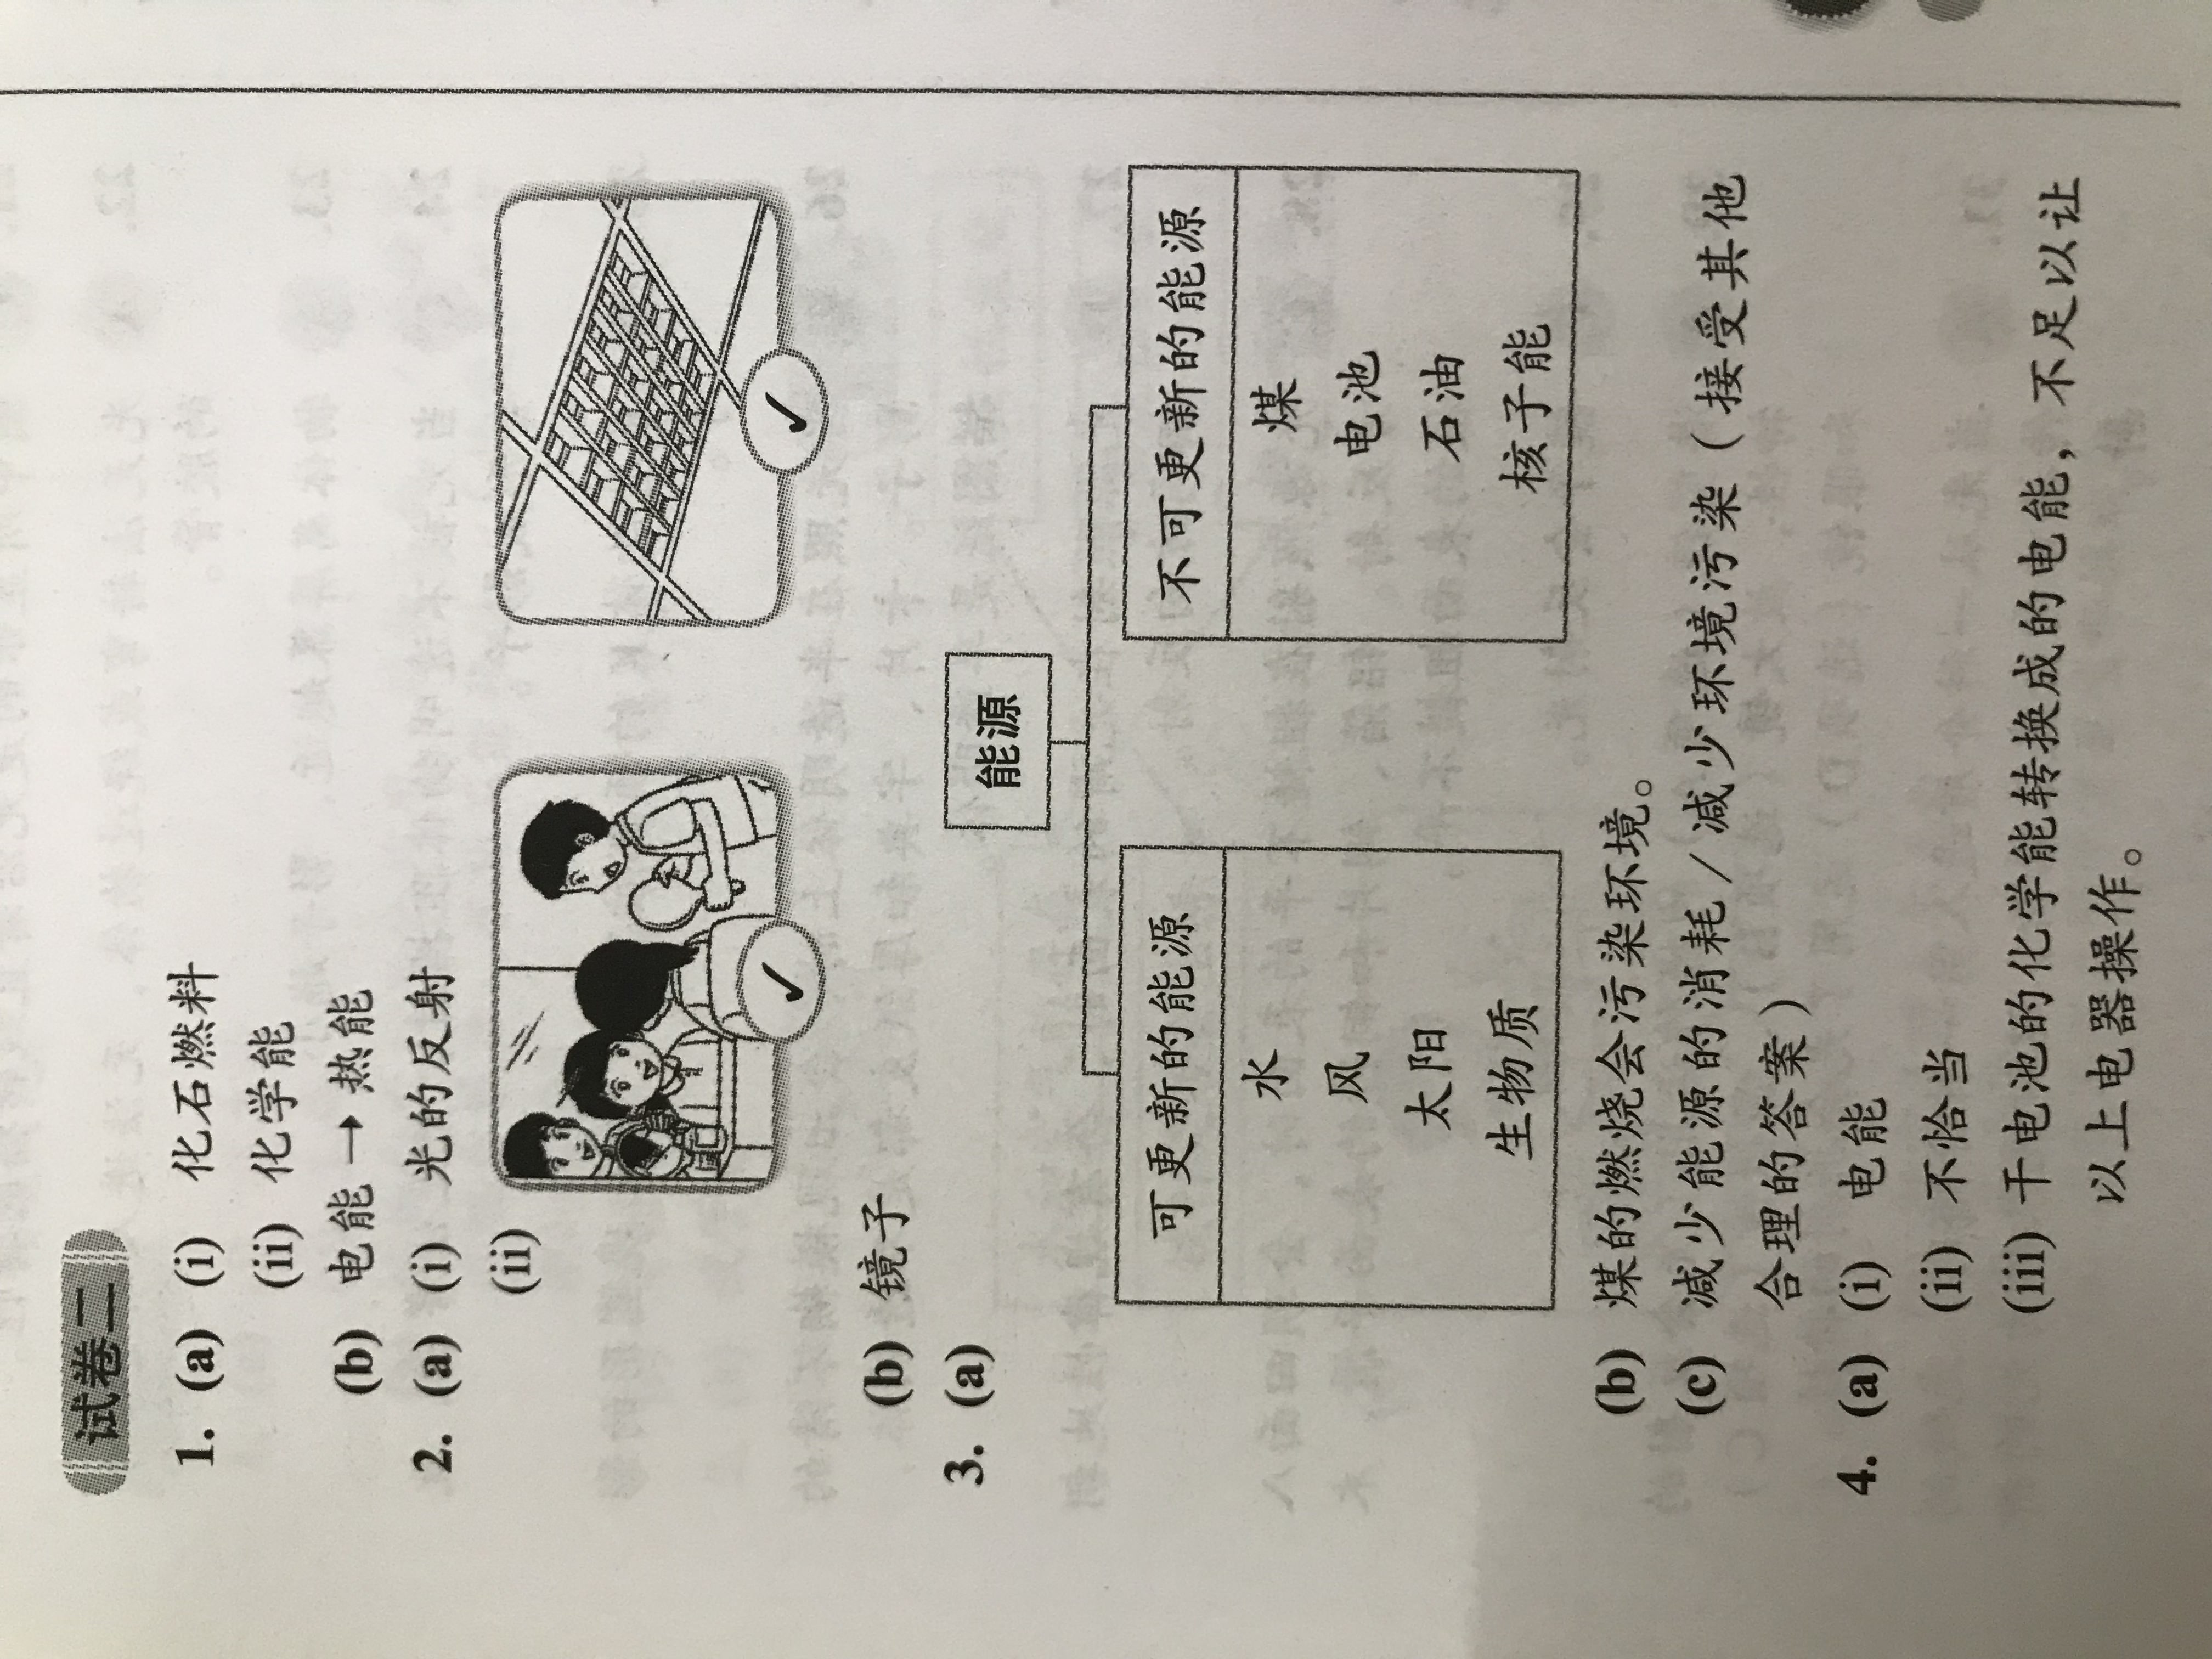 试卷二
1. (a) (i) 化石燃料
(ii) 化学能
(b) 电能 → 热能
2. (a) (i) 光的反射
(ii)
✓ ✓
(b) 镜子
3. (a)
能源
可更新的能源
水
风
太阳
生物质
不可更新的能源
煤
电池
石油
核子能
(b) 煤的燃烧会污染环境。
(c) 减少能源的消耗 / 减少环境污染（接受其他
合理的答案）
4. (a) (i) 电能
(ii) 不恰当
(iii) 干电池的化学能转换成的电能，不足以让
以上电器操作。